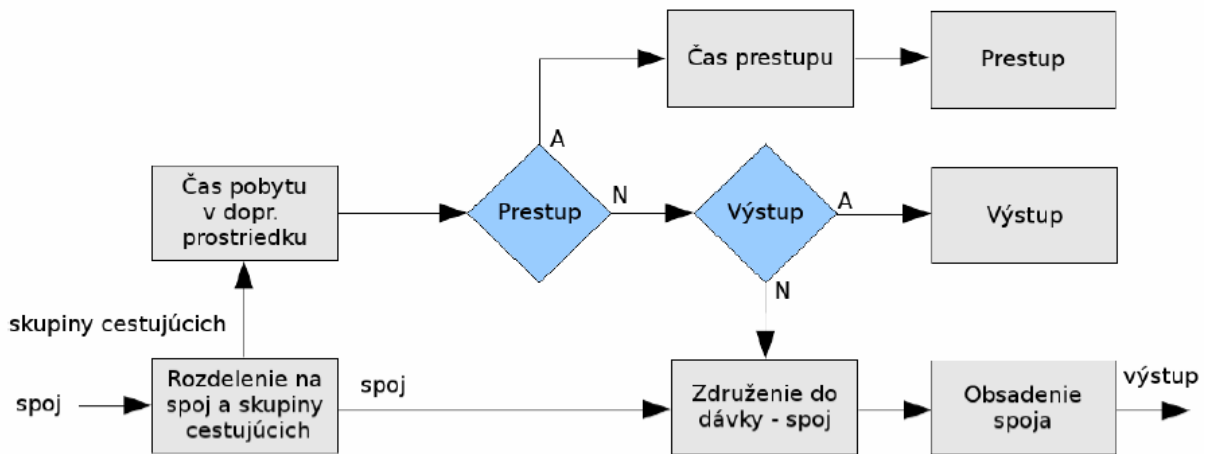 Čas prestupu
Prestup
A
Čas pobytu
v dopr.
prostriedku
Prestup
N
Výstup
A
Výstup
N
skupiny cestujúcich
spoj
Rozdelenie na
spoj a skupiny
cestujúcich
spoj
Združenie do
dávky - spoj
Obsadenie
spoja
výstup